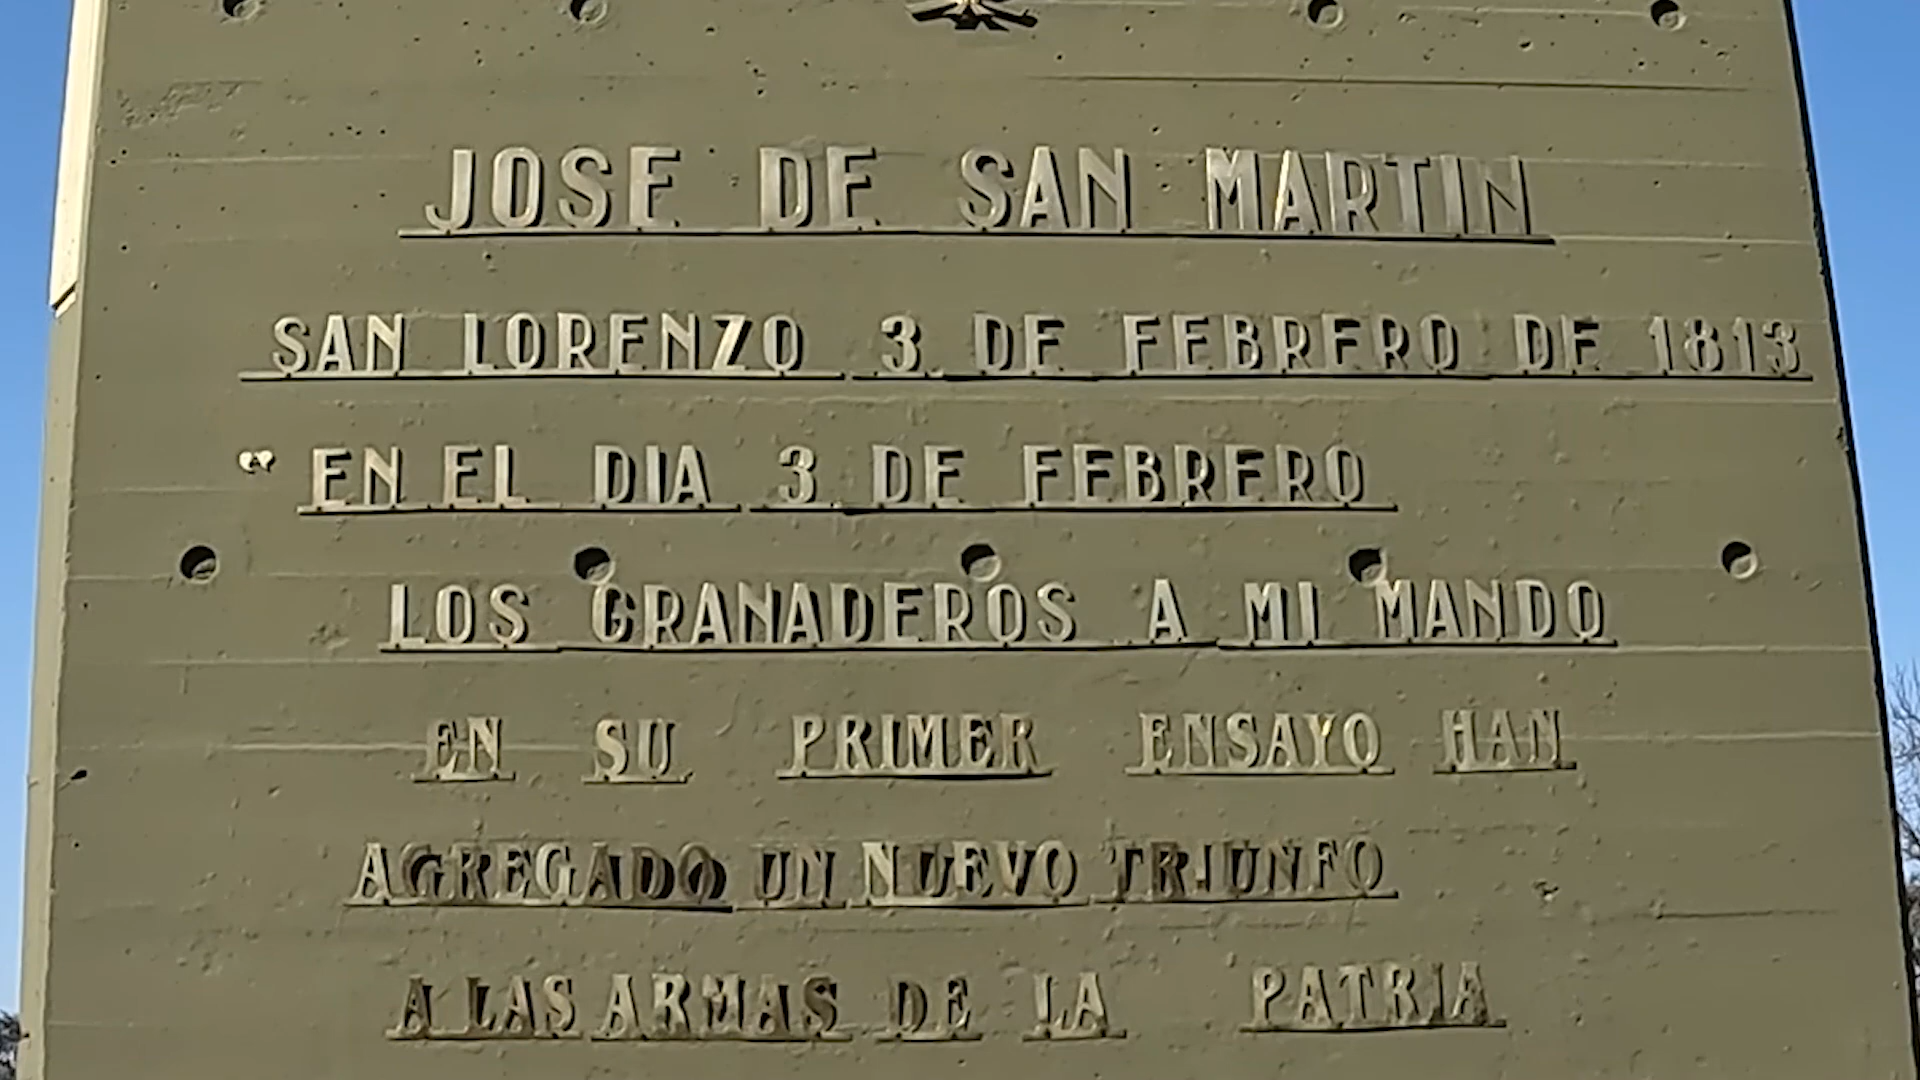 JOSE DE SAN MARTIN
SAN LORENZO 3 DE FEBRERO DE 1813
“ EN EL DIA 3 DE FEBRERO
LOS GRANADEROS A MI MANDO
EN SU PRIMER ENSAYO HAN
AGREGADO UN NUEVO TRIUNFO
A LAS ARMAS DE LA PATRIA